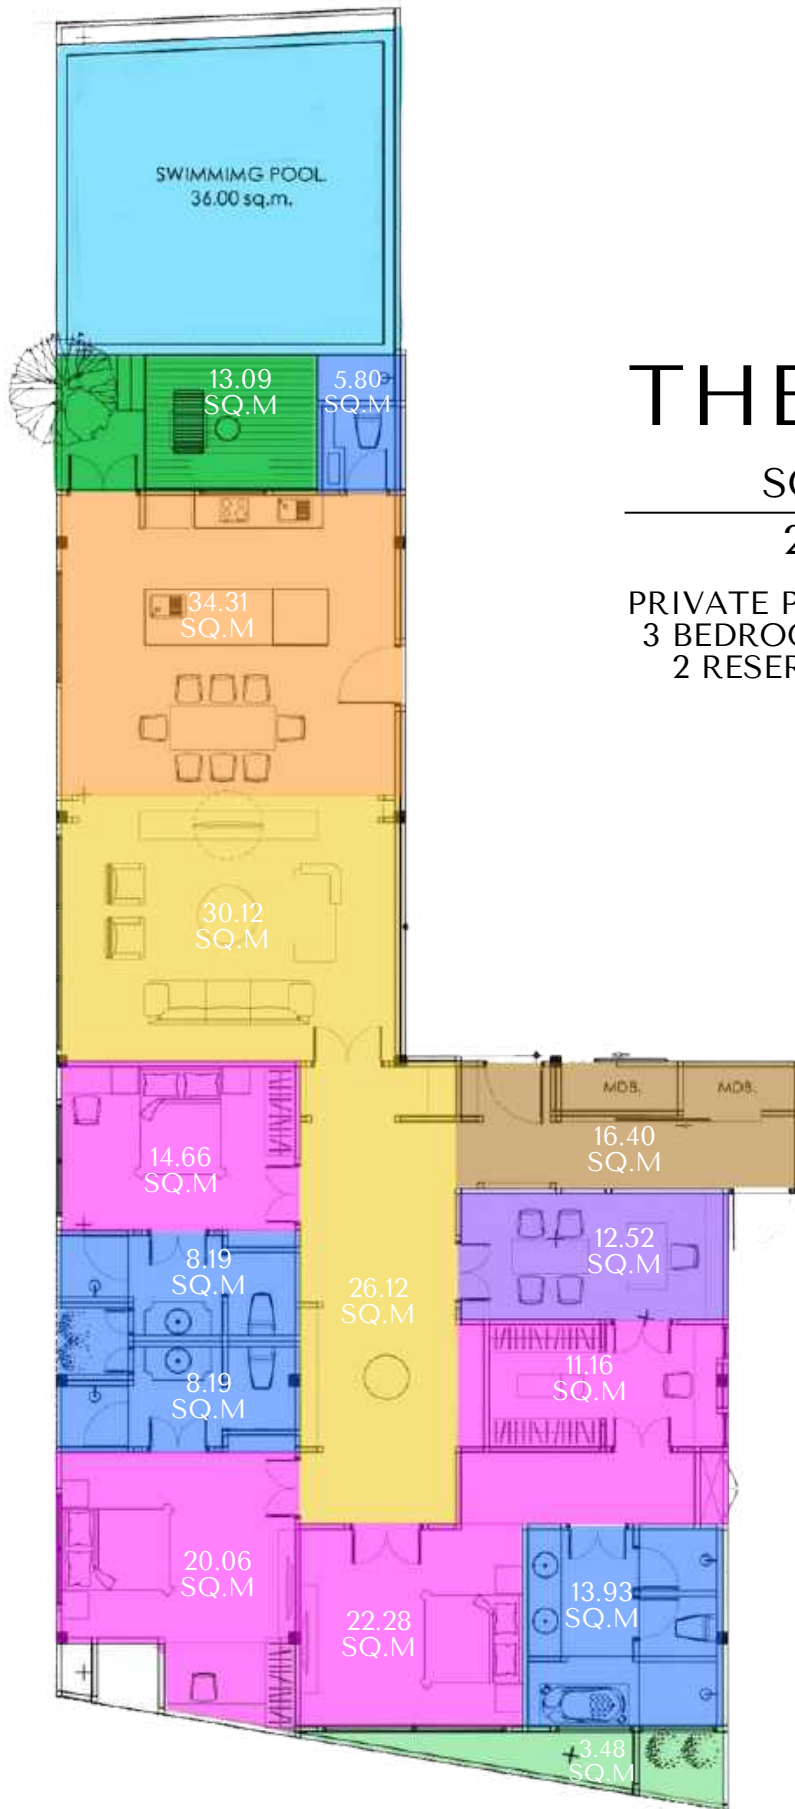 SWIMMIMG POOL.
36.00 sq.m.
13.09
SQ.M
5.80
SQ.M
THE
34.31
SQ.M
PRIVATE
3
2
30.12
SQ.M
MDB.
MDB.
16.40
SQ.M
14.66
SQ.M
12.52
SQ.M
8.19
SQ.M
26.12
SQ.M
11.16
SQ.M
8.19
SQ.M
20.06
SQ.M
13.93
SQ.M
22.28
SQ.M
3.48
SQ.M